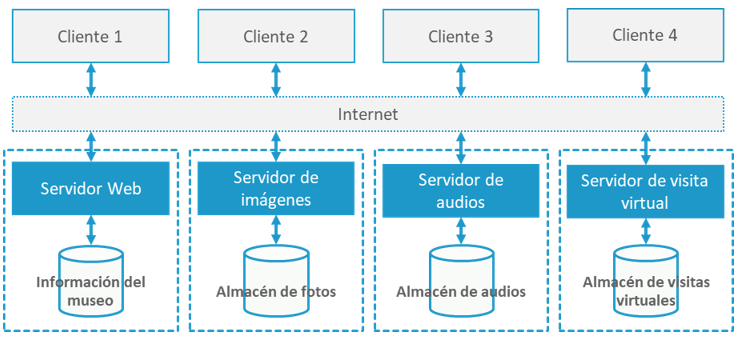 Cliente 1
Cliente 2
Cliente 3
Cliente 4
Internet
Servidor Web
Servidor de
imágenes
Servidor de
audios
Servidor de visita
virtual
Información del
museo
Almacén de fotos
Almacén de audios
Almacén de visitas
virtuales